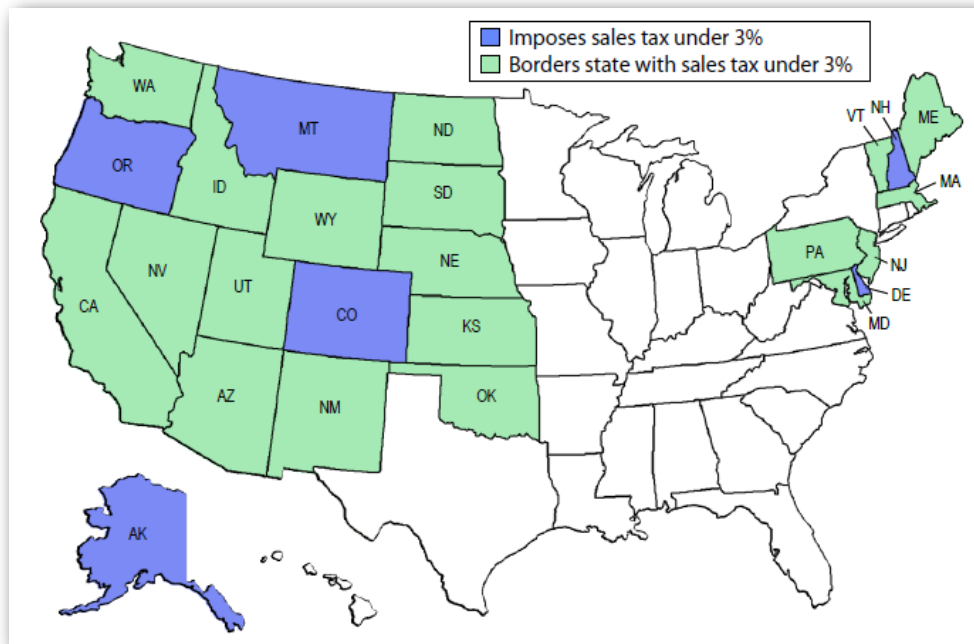 Imposes sales tax under 3%
Borders state with sales tax under 3%
WA
MT
ND
OR
ID
SD
WY
NE
NV
UT
CO
KS
CA
AZ
NM
OK
AK
VT
NH
ME
MA
PA
NJ
DE
MD